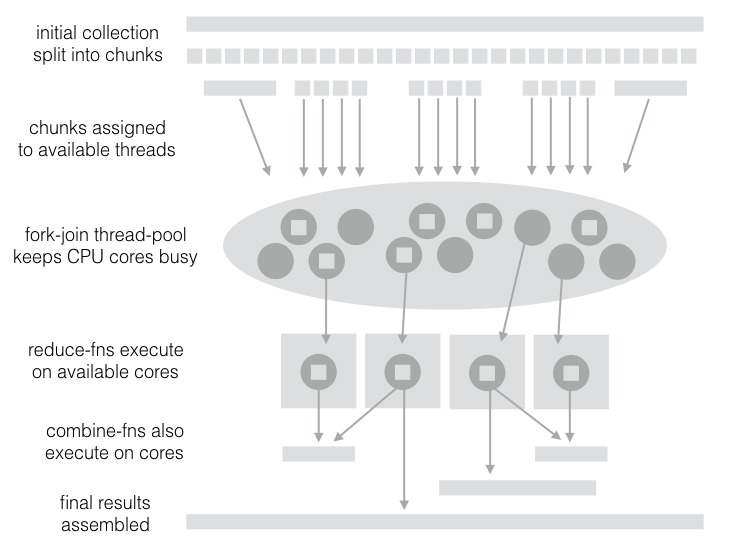 initial collection
split into chunks
chunks assigned
to available threads
fork-join thread-pool
keeps CPU cores busy
reduce-fns execute
on available cores
combine-fns also
execute on cores
final results
assembled